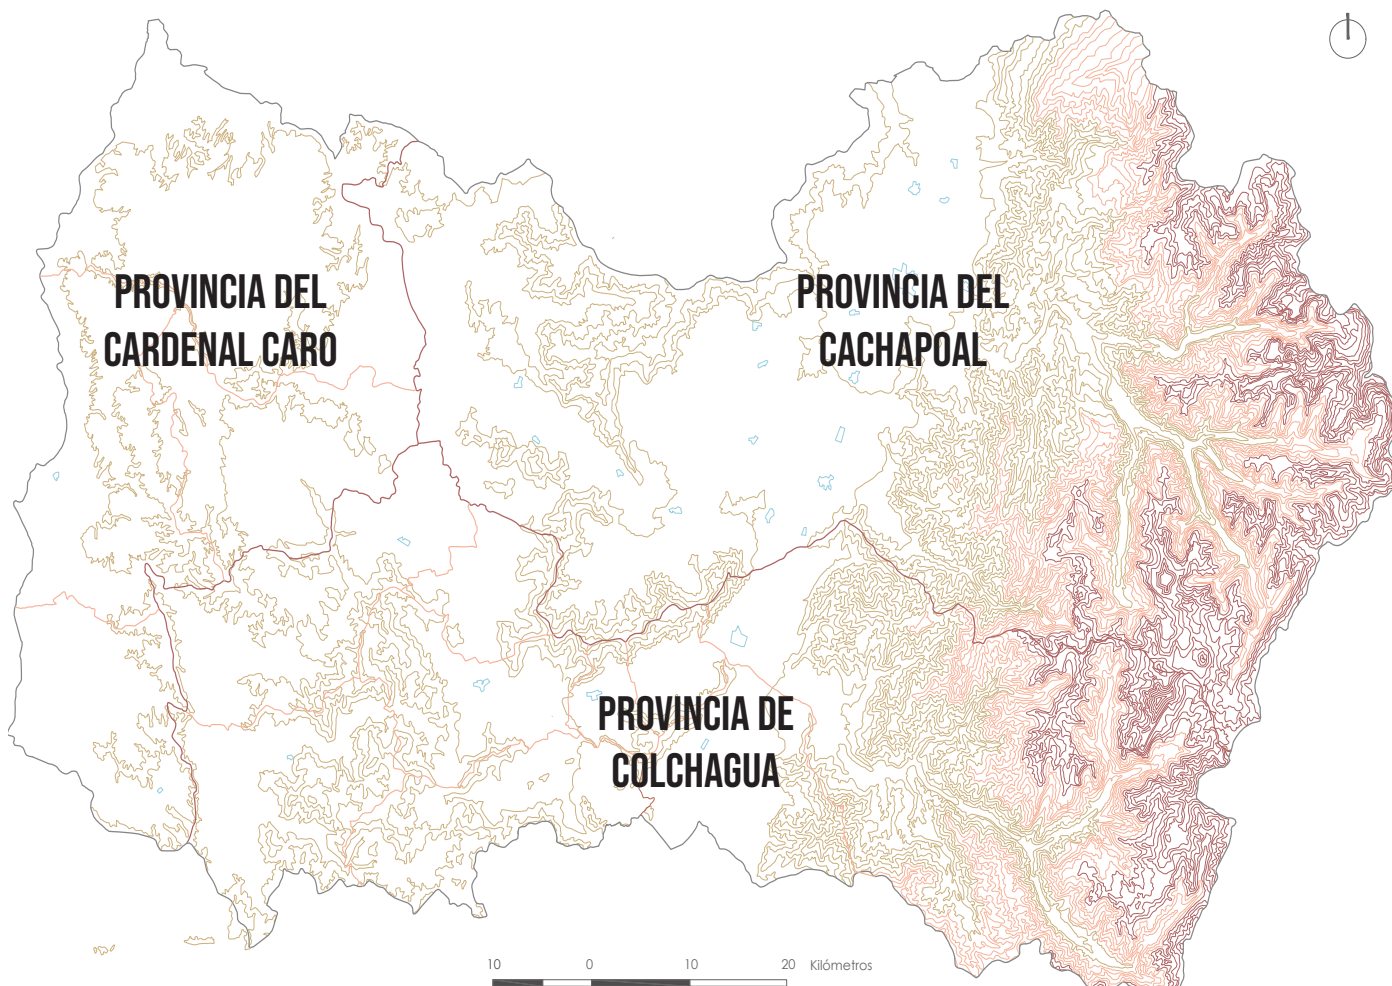 PROVINCIA DEL
CARDENAL CARO
PROVINCIA DEL
CACHAPOAL
PROVINCIA DE
COLCHAGUA
10 0 10 20 Kilómetros